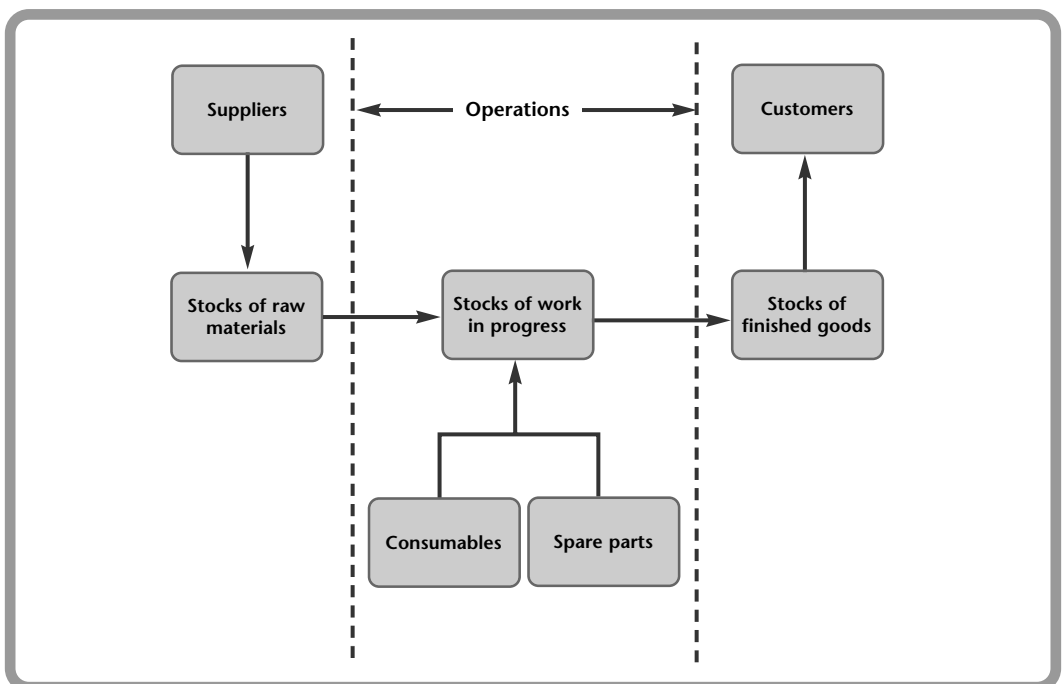 Suppliers
Operations
Customers
Stocks of raw
materials
Stocks of work
in progress
Stocks of
finished goods
Consumables
Spare parts